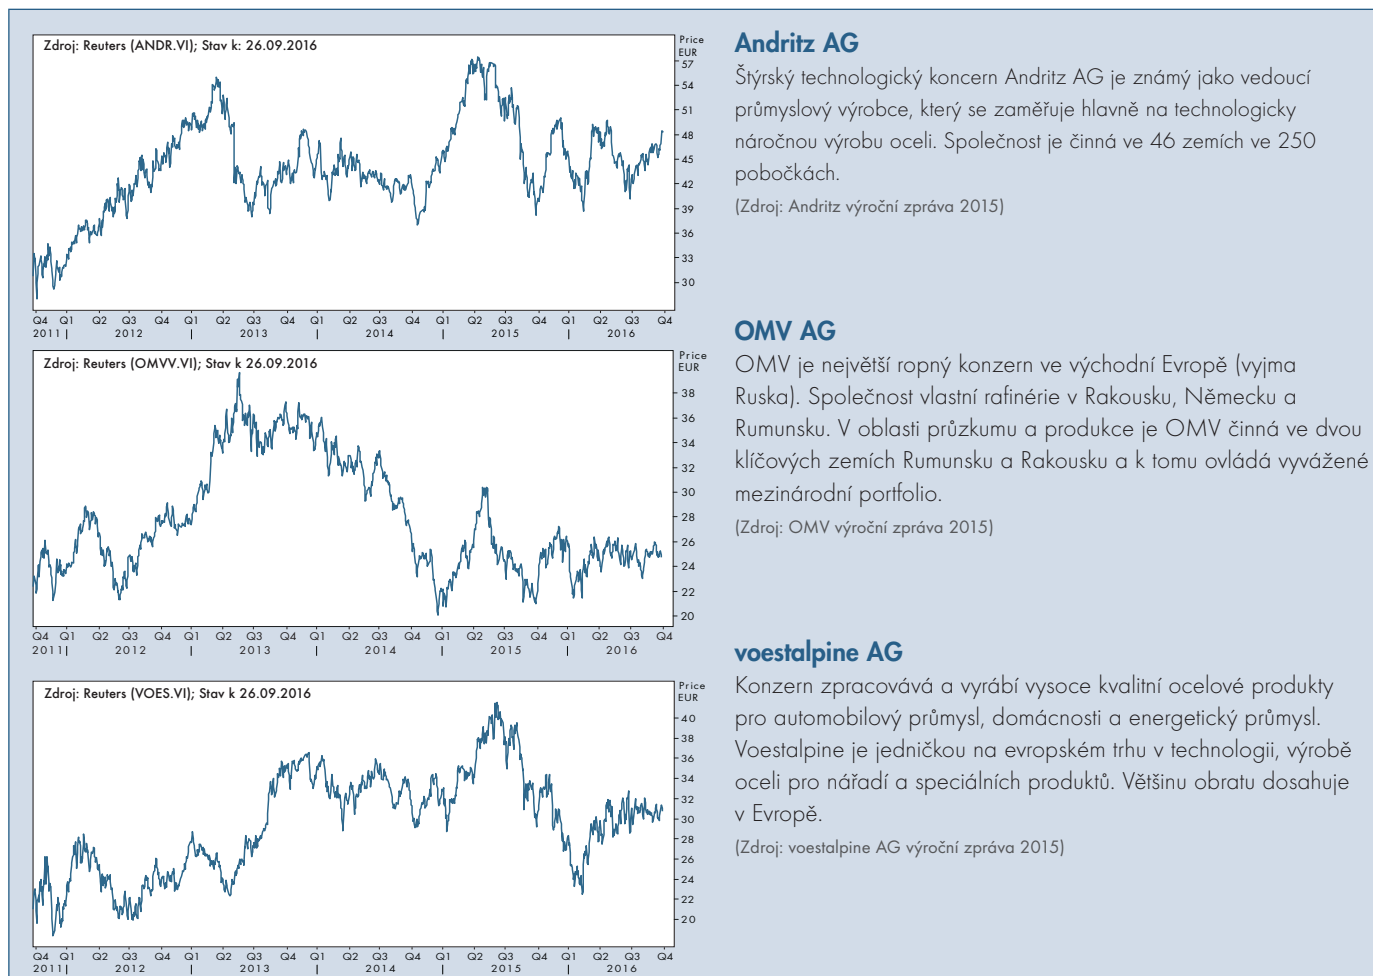 Zdroj: Reuters (ANDR.VI); Stav k: 26.09.2016
Price
EUR
57
54
51
48
45
42
39
36
33
30
Q4 Q1 Q2 Q3 Q1 Q2 Q3 Q4 Q1 Q2 Q3 Q4 Q1 Q2 Q3 Q4 Q1 Q2 Q3 Q4
2011 2012 2013 2014 2015 2016
Andritz AG
Štýrský technologický koncern Andritz AG je známý jako vedoucí
průmyslový výrobce, který se zaměřuje hlavně na technologicky
náročnou výrobu oceli. Společnost je činná ve 46 zemích ve 250
pobočkách.
(Zdroj: Andritz výroční zpráva 2015)
Zdroj: Reuters (OMVV.VI); Stav k 26.09.2016
Price
EUR
38
36
34
32
30
28
26
24
22
20
Q4 Q1 Q2 Q3 Q1 Q2 Q3 Q4 Q1 Q2 Q3 Q4 Q1 Q2 Q3 Q4 Q1 Q2 Q3 Q4
2011 2012 2013 2014 2015 2016
OMV AG
OMV je největší ropný konzern ve východní Evropě (vyjma
Ruska). Společnost vlastní rafinérie v Rakousku, Německu a
Rumunsku. V oblasti průzkumu a produkce je OMV činná ve dvou
klíčových zemích Rumunsku a Rakousku a k tomu ovládá vyvážené
mezinárodní portfolio.
(Zdroj: OMV výroční zpráva 2015)
Zdroj: Reuters (VOES.VI); Stav k 26.09.2016
Price
EUR
40
38
36
34
32
30
28
26
24
22
20
Q4 Q1 Q2 Q3 Q4 Q1 Q2 Q3 Q4 Q1 Q2 Q3 Q4 Q1 Q2 Q3 Q4 Q1 Q2 Q3 Q4
2011 2012 2013 2014 2015 2016
voestalpine AG
Konzern zpracovává a vyrábí vysoce kvalitní ocelové produkty
pro automobilový průmysl, domácnosti a energetický průmysl.
Voestalpine je jedničkou na evropském trhu v technologii, výrobě
oceli pro nářadí a speciálních produktů. Většinu obratu dosahuje
v Evropě.
(Zdroj: voestalpine AG výroční zpráva 2015)